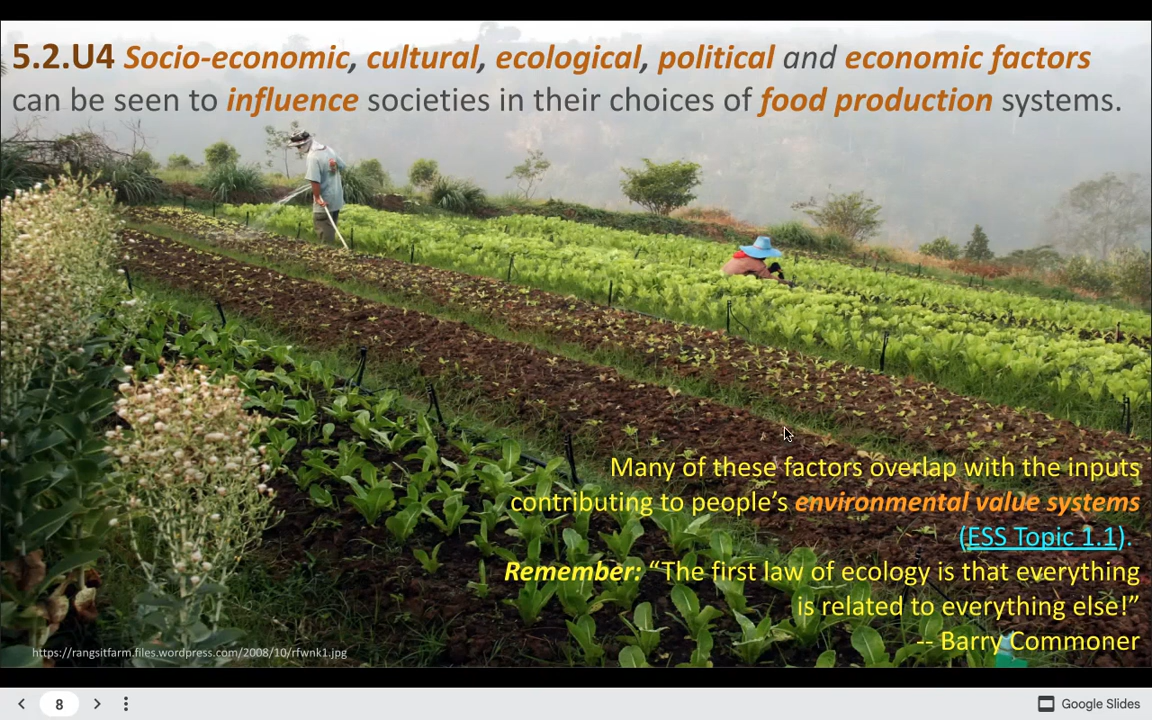 5.2.U4 Socio-economic, cultural, ecological, political and economic factors
can be seen to influence societies in their choices of food production systems.
Many of these factors overlap with the inputs
contributing to people’s environmental value systems
(ESS Topic 1.1).
Remember: “The first law of ecology is that everything
is related to everything else!”
-- Barry Commoner
https://rangsitfarm.files.wordpress.com/2008/10/rfwnk1.jpg
8
Google Slides